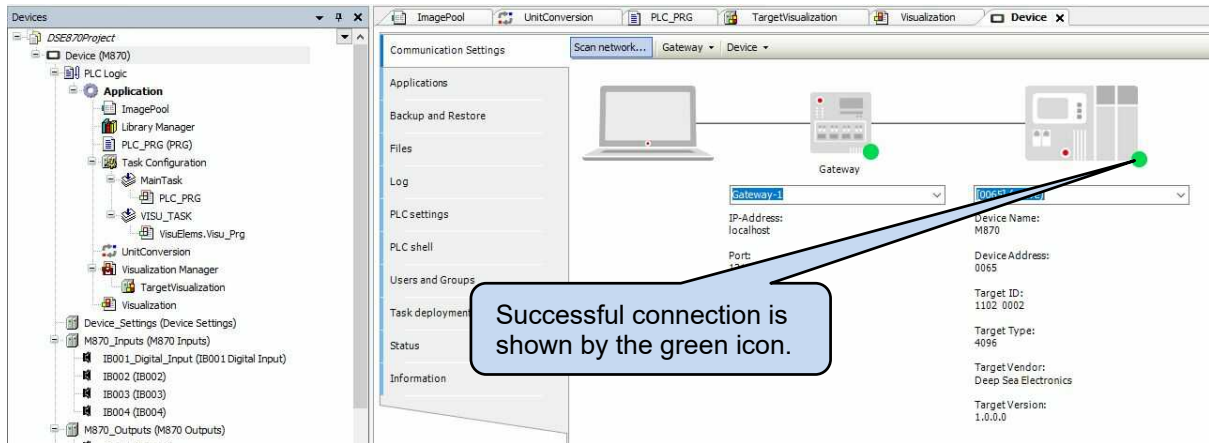 Devices
DSE870Project
Device (M870)
PLC Logic
Application
ImagePool
Library Manager
PLC_PRG (PRG)
Task Configuration
MainTask
PLC_PRG
VISU_TASK
VisuElems.Visu_Prg
UnitConversion
Visualization Manager
TargetVisualization
Visualization
Device_Settings (Device Settings)
M870_Inputs (M870 Inputs)
IB001_Digital_Input (IB001 Digital Input)
IB002 (IB002)
IB003 (IB003)
IB004 (IB004)
M870_Outputs (M870 Outputs)
ImagePool UnitConversion PLC_PRG TargetVisualization Visualization Device
Communication Settings
Applications
Backup and Restore
Files
Log
PLC settings
PLC shell
Users and Groups
Task deployment
Status
Information
Scan network... Gateway Device
Gateway
Gateway-1
IP-Address:
localhost
Port:
[0065]
Device Name:
M870
Device Address:
0065
Target ID:
1102 0002
Target Type:
4096
Target Vendor:
Deep Sea Electronics
Target Version:
1.0.0.0
Successful connection is
shown by the green icon.